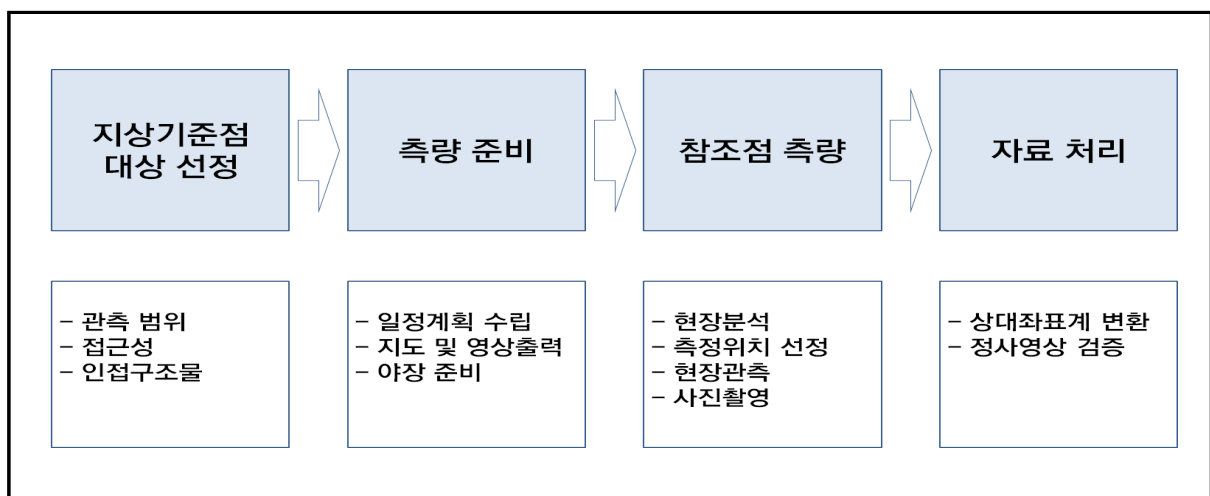 지상기준점
대상 선정
측량 준비
참조점 측량
자료 처리
– 관측 범위
– 접근성
– 인접구조물
– 일정계획 수립
– 지도 및 영상출력
– 야장 준비
– 현장분석
– 측정위치 선정
– 현장관측
– 사진촬영
– 상대좌표계 변환
– 정사영상 검증